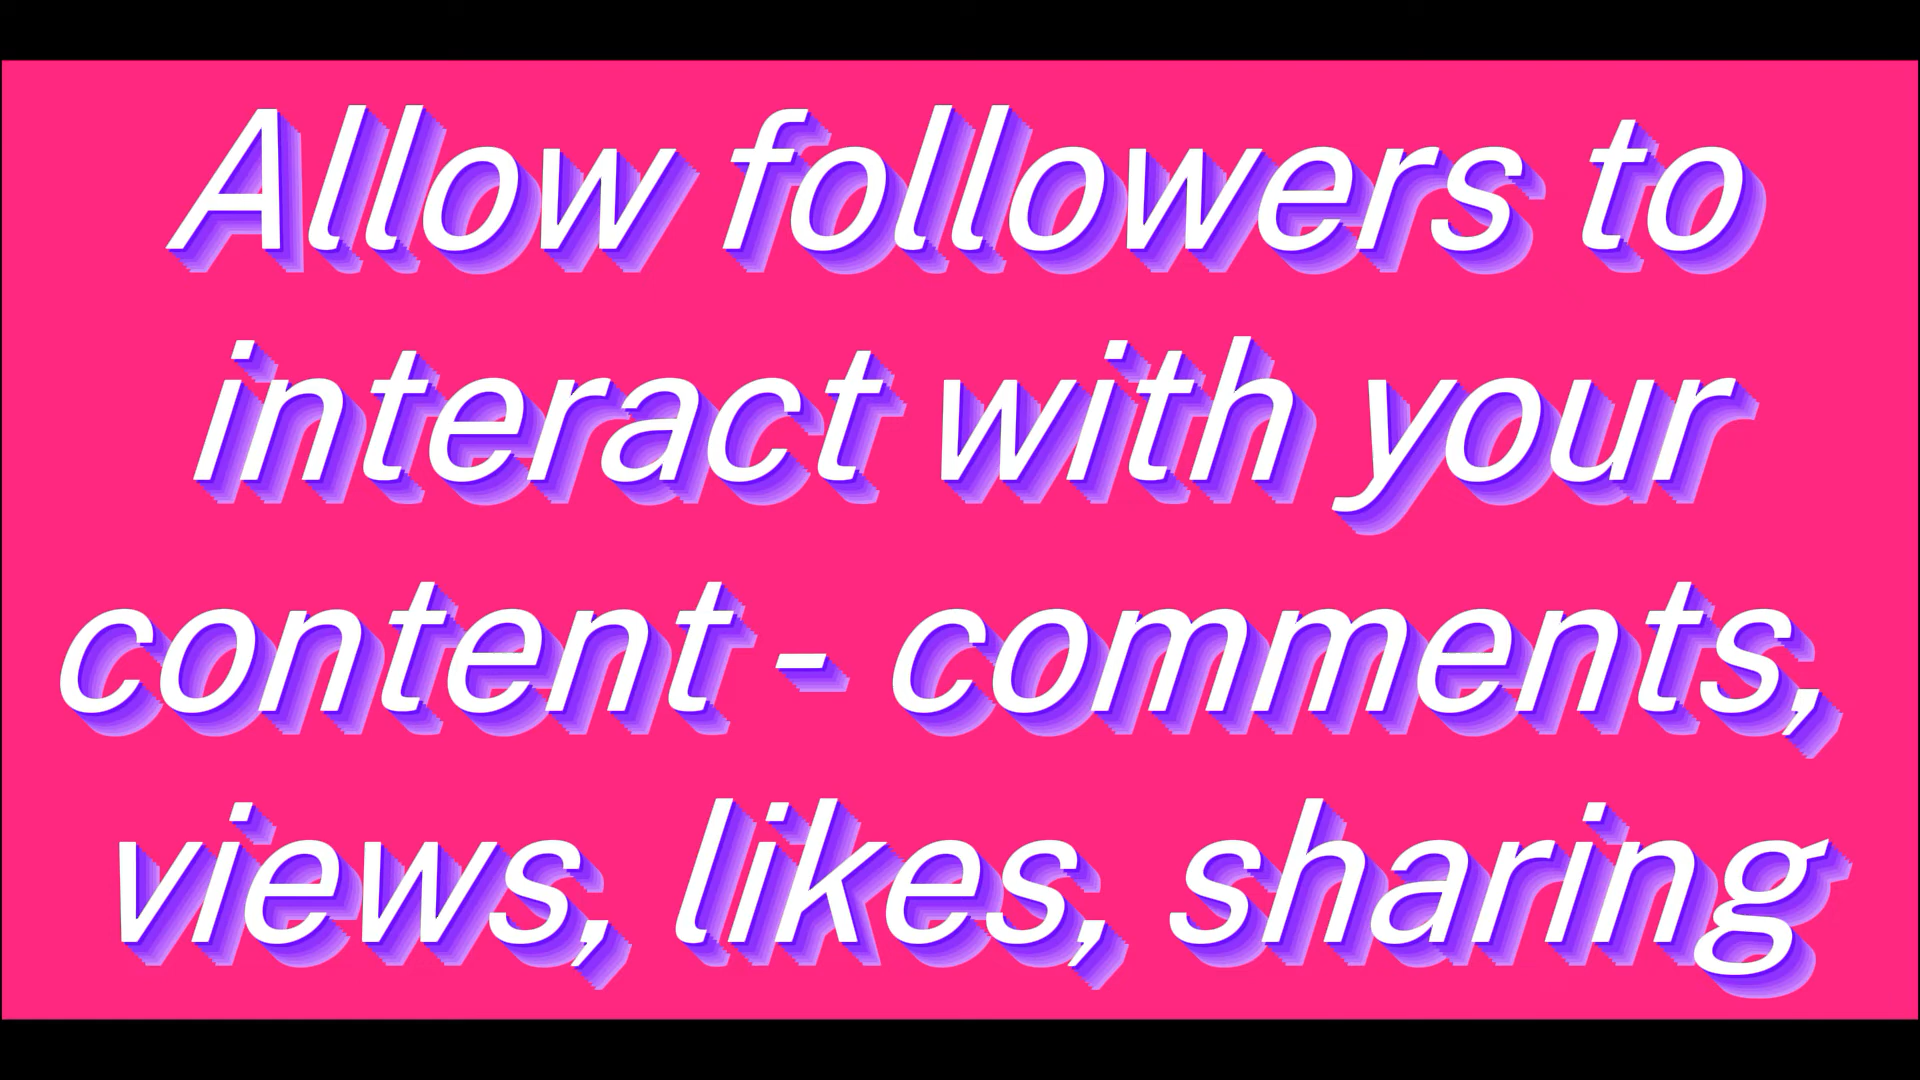 Allow followers to
interact with your
content - comments,
views, likes, sharing